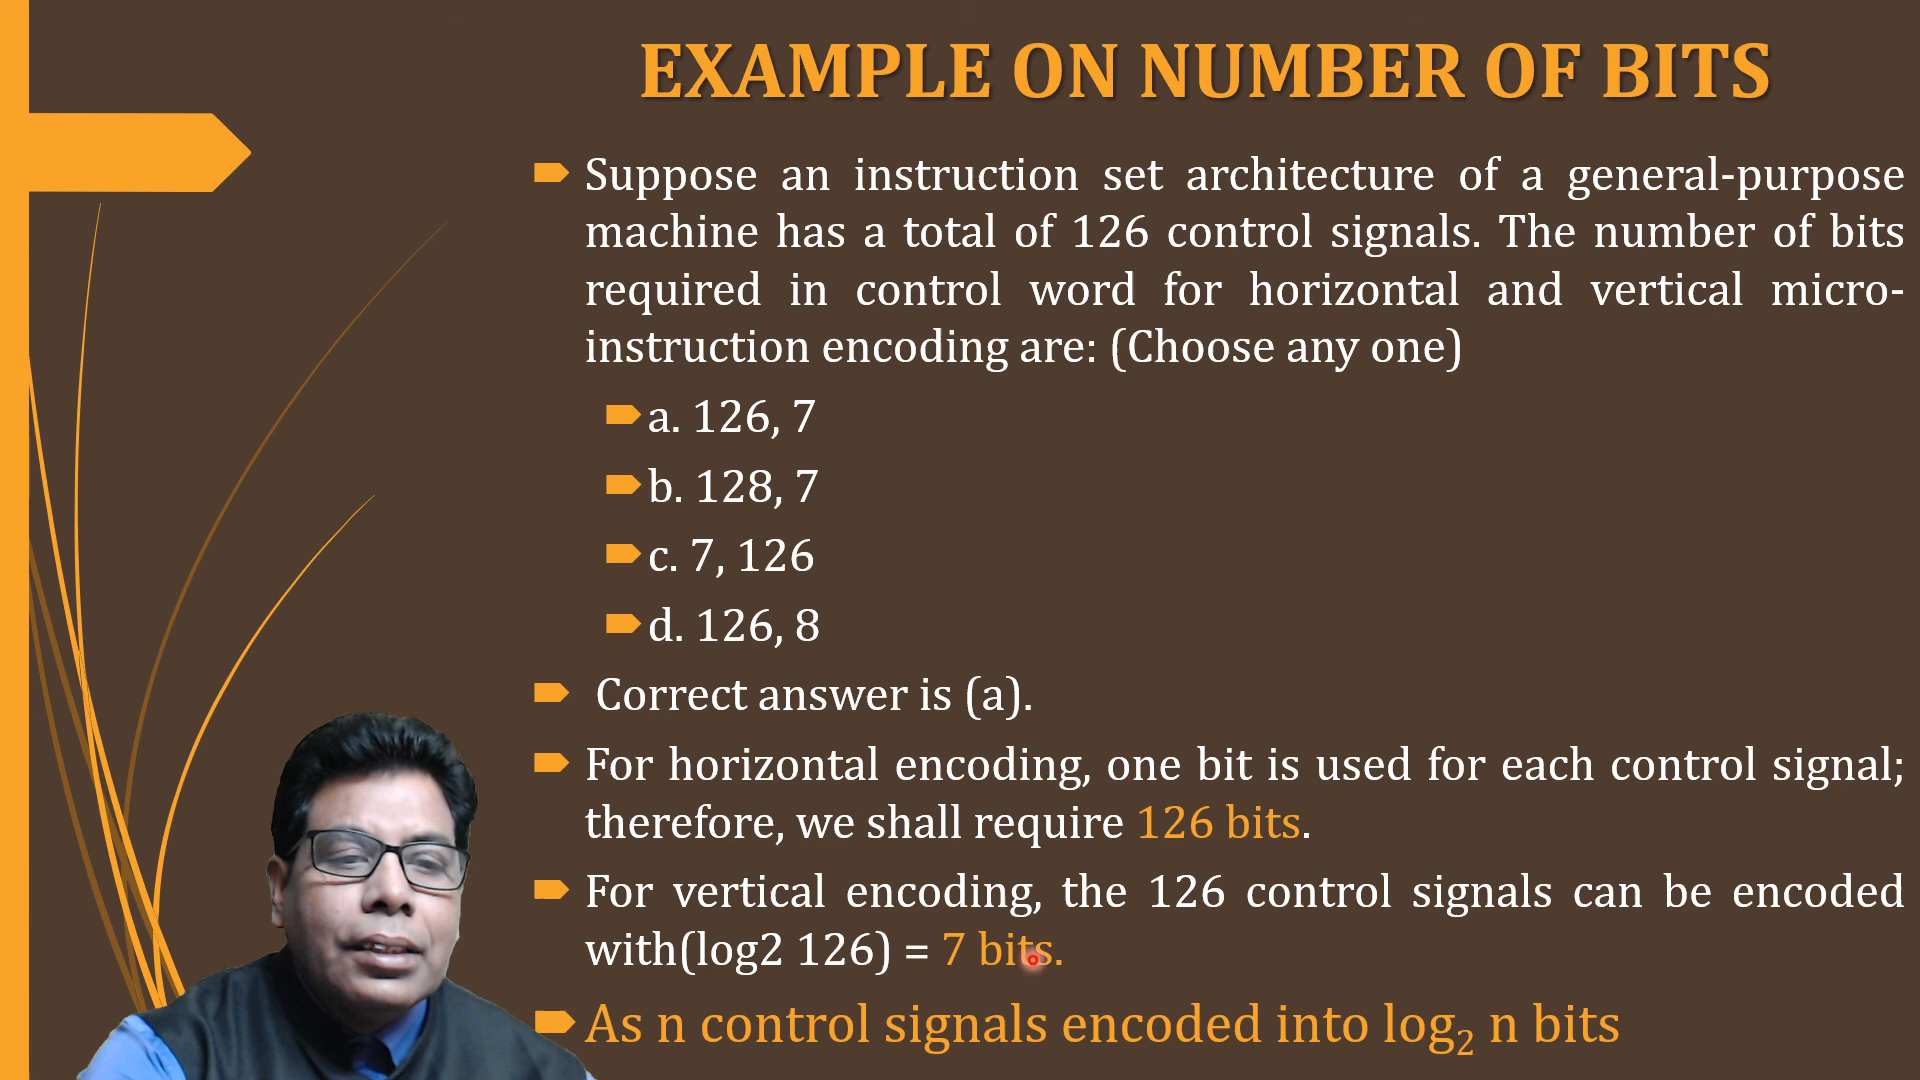 EXAMPLE ON NUMBER OF BITS
Suppose an instruction set architecture of a general-purpose
machine has a total of 126 control signals. The number of bits
required in control word for horizontal and vertical micro-
instruction encoding are: (Choose any one)
a. 126, 7
b. 128, 7
c. 7, 126
d. 126, 8
Correct answer is (a).
For horizontal encoding, one bit is used for each control signal;
therefore, we shall require 126 bits.
For vertical encoding, the 126 control signals can be encoded
with(log2 126) = 7 bits.
As n control signals encoded into log₂ n bits